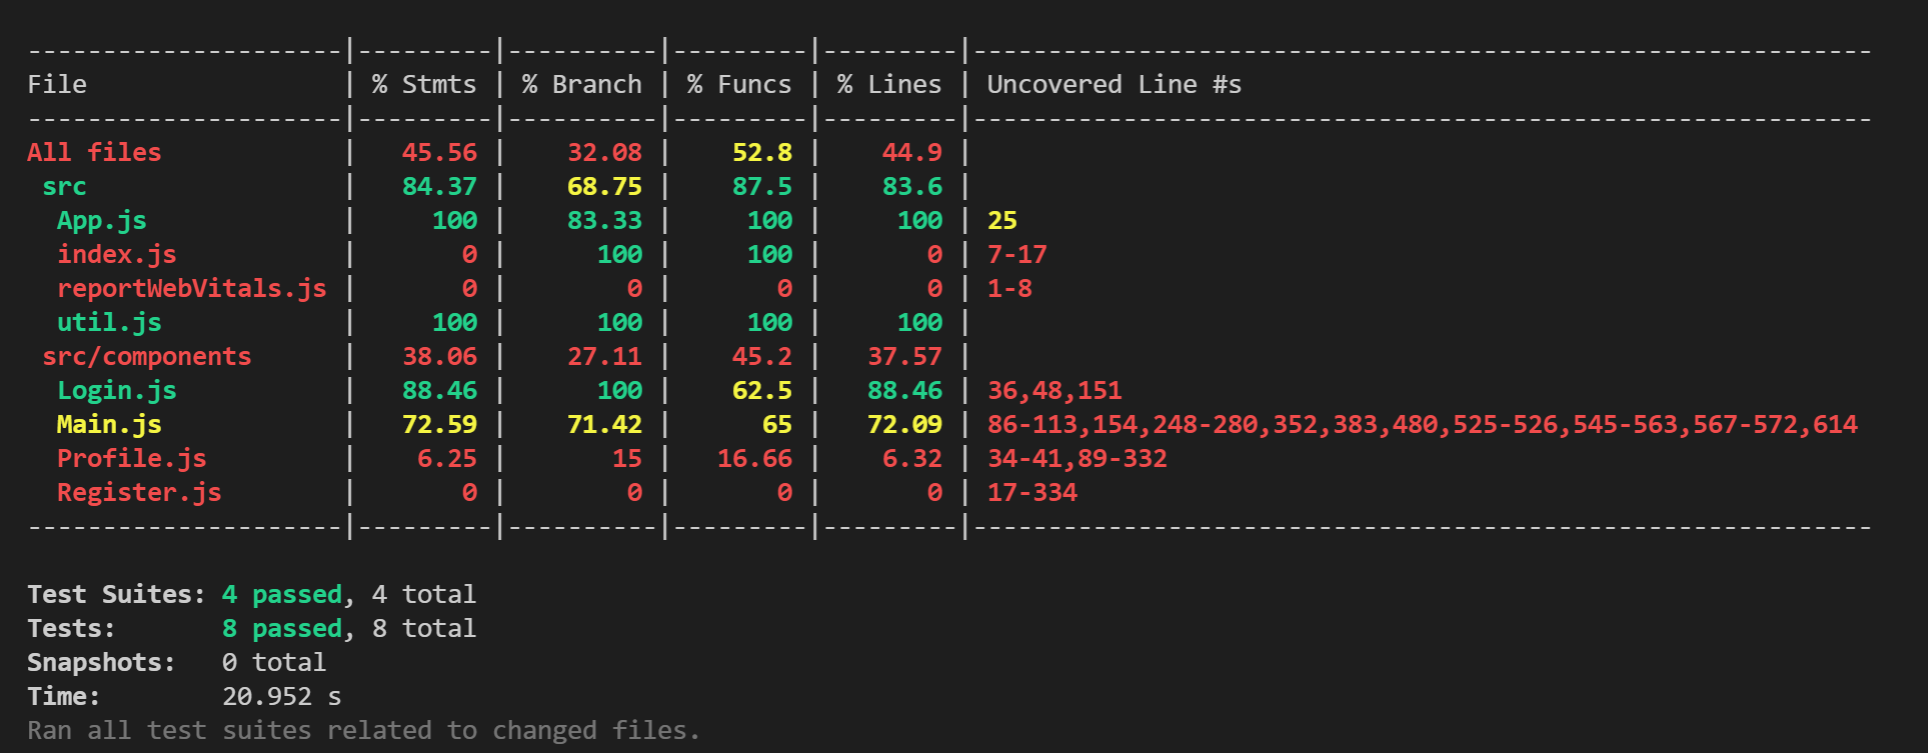 ---------------------|---------|----------|---------|---------|------------------------------------------------------------
File                 | % Stmts | % Branch | % Funcs | % Lines | Uncovered Line #s
---------------------|---------|----------|---------|---------|------------------------------------------------------------
All files            |   45.56 |    32.08 |    52.8 |    44.9 |
 src                 |   84.37 |    68.75 |    87.5 |    83.6 |
  App.js             |     100 |    83.33 |     100 |     100 | 25
  index.js           |       0 |      100 |     100 |       0 | 7-17
  reportWebVitals.js |       0 |        0 |       0 |       0 | 1-8
  util.js            |     100 |      100 |     100 |     100 |
 src/components      |   38.06 |    27.11 |    45.2 |   37.57 |
  Login.js           |   88.46 |      100 |    62.5 |   88.46 | 36,48,151
  Main.js            |   72.59 |    71.42 |      65 |   72.09 | 86-113,154,248-280,352,383,480,525-526,545-563,567-572,614
  Profile.js         |    6.25 |       15 |   16.66 |    6.32 | 34-41,89-332
  Register.js        |       0 |        0 |       0 |       0 | 17-334
---------------------|---------|----------|---------|---------|------------------------------------------------------------
Test Suites: 4 passed, 4 total
Tests:       8 passed, 8 total
Snapshots:   0 total
Time:        20.952 s
Ran all test suites related to changed files.